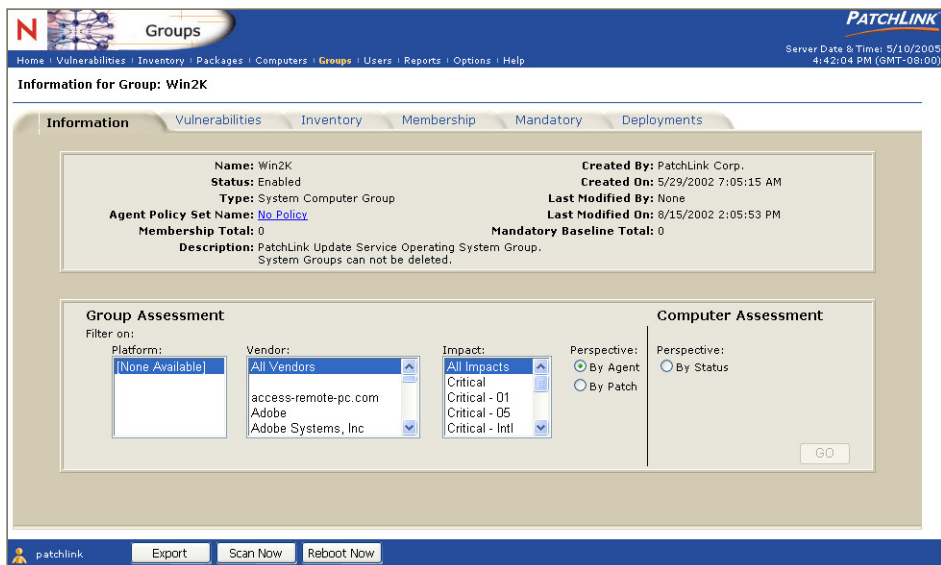 N Groups PATCHLINK
Server Date & Time: 5/10/2005
4:42:04 PM (GMT-08:00)
Home | Vulnerabilities | Inventory | Packages | Computers | Groups | Users | Reports | Options | Help
Information for Group: Win2K
Information Vulnerabilities Inventory Membership Mandatory Deployments
Name: Win2K Created By: PatchLink Corp.
Status: Enabled Created On: 5/29/2002 7:05:15 AM
Type: System Computer Group Last Modified By: None
Agent Policy Set Name: No Policy Last Modified On: 8/15/2002 2:05:53 PM
Membership Total: 0 Mandatory Baseline Total: 0
Description: PatchLink Update Service Operating System Group.
System Groups can not be deleted.
Group Assessment Computer Assessment
Filter on:
Platform: Vendor: Impact: Perspective: Perspective:
[None Available] All Vendors All Impacts By Agent By Status
Critical By Patch
access-remote-pc.com Critical - 01
Adobe Critical - 05
Adobe Systems, Inc Critical - Intl
GO
patchlink Export Scan Now Reboot Now